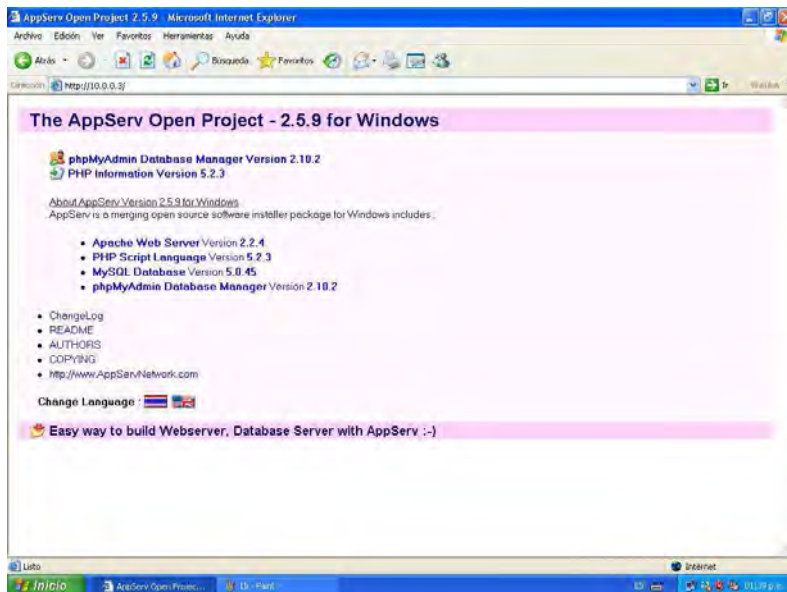 AppServ Open Project 2.5.9 - Microsoft Internet Explorer
Archivo Edición Ver Favoritos Herramientas Ayuda
Atrás Búsqueda Favoritos
Dirección http://10.0.0.3/ Ir
The AppServ Open Project - 2.5.9 for Windows
phpMyAdmin Database Manager Version 2.10.2
PHP Information Version 5.2.3
About AppServ Version 2.5.9 for Windows
AppServ is a merging open source software installer package for Windows includes :
Apache Web Server Version 2.2.4
PHP Script Language Version 5.2.3
MySQL Database Version 5.0.45
phpMyAdmin Database Manager Version 2.10.2
ChangeLog
README
AUTHORS
COPYING
http://www.AppServNetwork.com
Change Language :
Easy way to build Webserver, Database Server with AppServ :-)
Listo Internet
Inicio AppServ Open Projec... - Paint ES